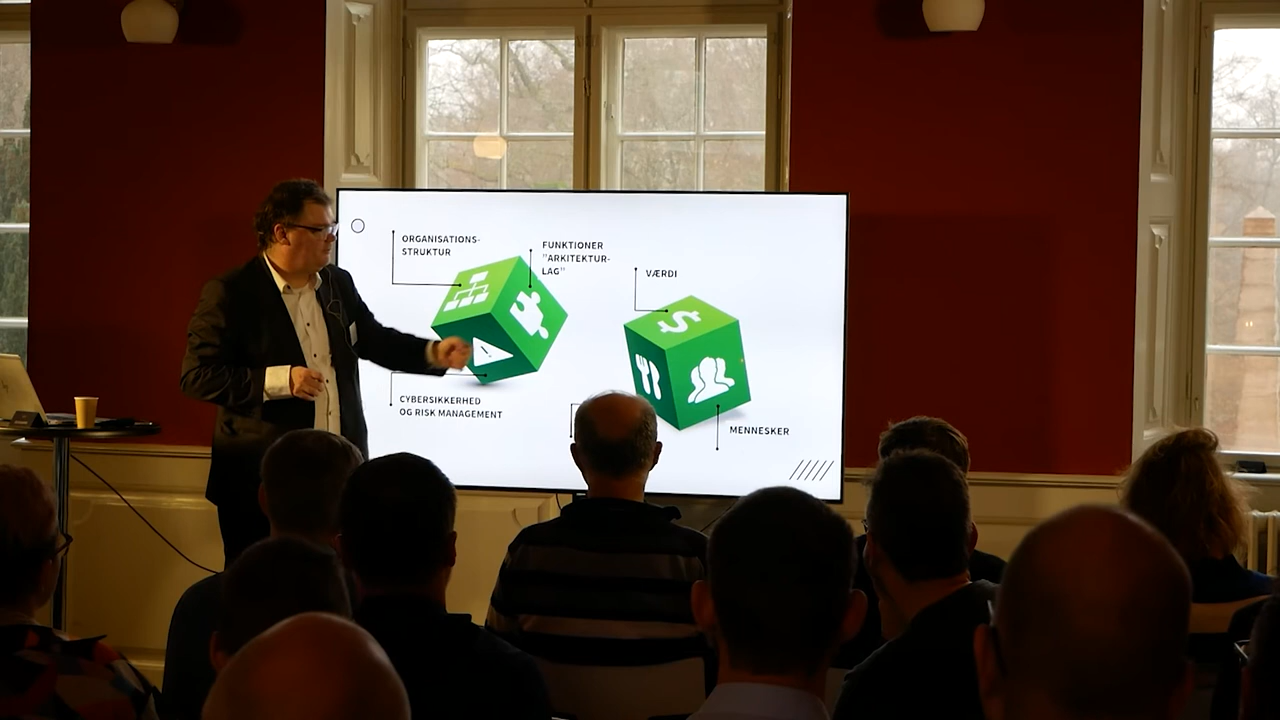 ORGANISATIONS-
STRUKTUR
FUNKTIONER
"ARKITEKTUR-
LAG"
VÆRDI
$
CYBERSIKKERHED
OG RISK MANAGEMENT
MENNESKER